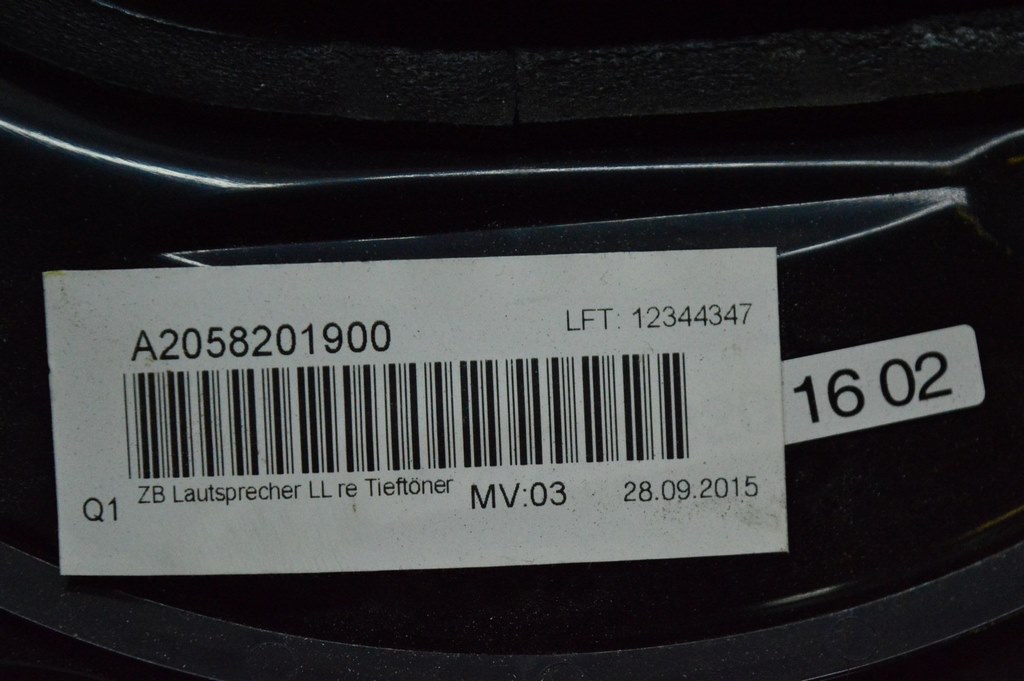 A2058201900
LFT: 12344347
Q1
ZB Lautsprecher LL re Tieftöner
MV:03
28.09.2015
16 02